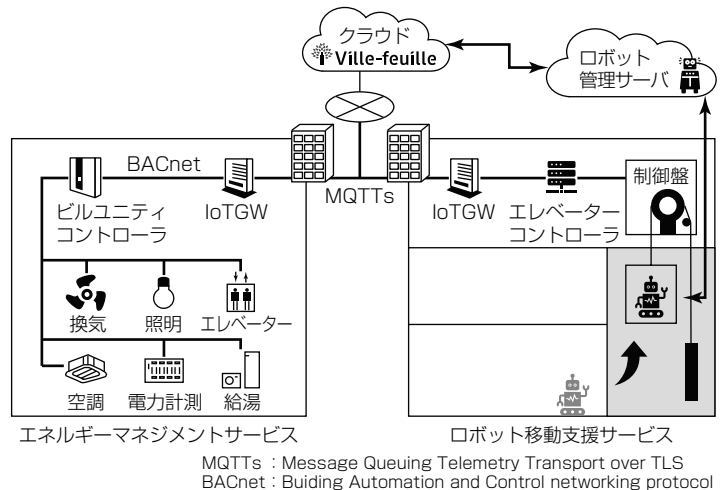 クラウド
Ville-feuille
ロボット
管理サーバ
BACnet
MQTTs
ビルユニティ
コントローラ
IoTGW
IoTGW
エレベーター
コントローラ
制御盤
換気
照明
エレベーター
空調
電力計測
給湯
エネルギーマネジメントサービス
ロボット移動支援サービス
MQTTs : Message Queuing Telemetry Transport over TLS
BACnet : Buiding Automation and Control networking protocol